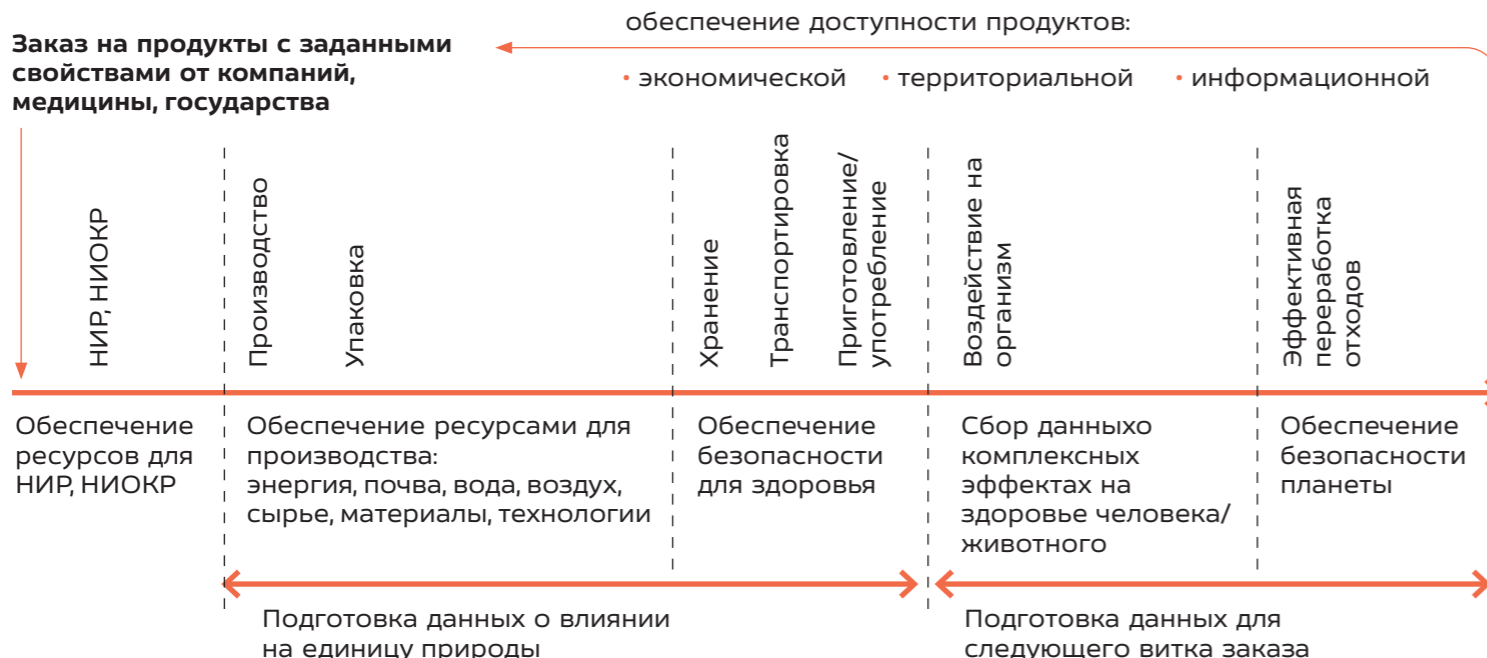 обеспечение доступности продуктов:
Заказ на продукты с заданными
свойствами от компаний,
медицины, государства
• экономической • территориальной • информационной
НИР, НИОКР
Производство
Упаковка
Хранение
Транспортировка
Приготовление/
употребление
Воздействие на
организм
Эффективная
переработка
отходов
Обеспечение
ресурсов для
НИР, НИОКР
Обеспечение ресурсами для
производства:
энергия, почва, вода, воздух,
сырье, материалы, технологии
Обеспечение
безопасности
для здоровья
Сбор данныхо
комплексных
эффектах на
здоровье человека/
животного
Обеспечение
безопасности
планеты
Подготовка данных о влиянии
на единицу природы
Подготовка данных для
следующего витка заказа